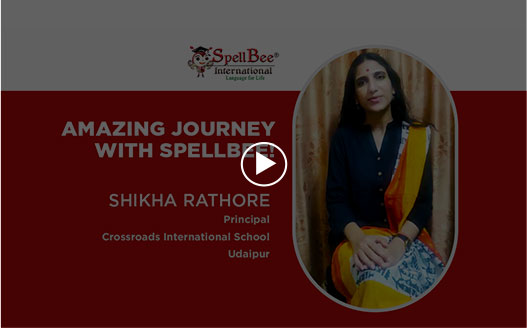 SpellBee®
International
Language for Life
AMAZING JOURNEY
WITH SPELLBEE!
SHIKHA RATHORE
Principal
Crossroads International School
Udaipur